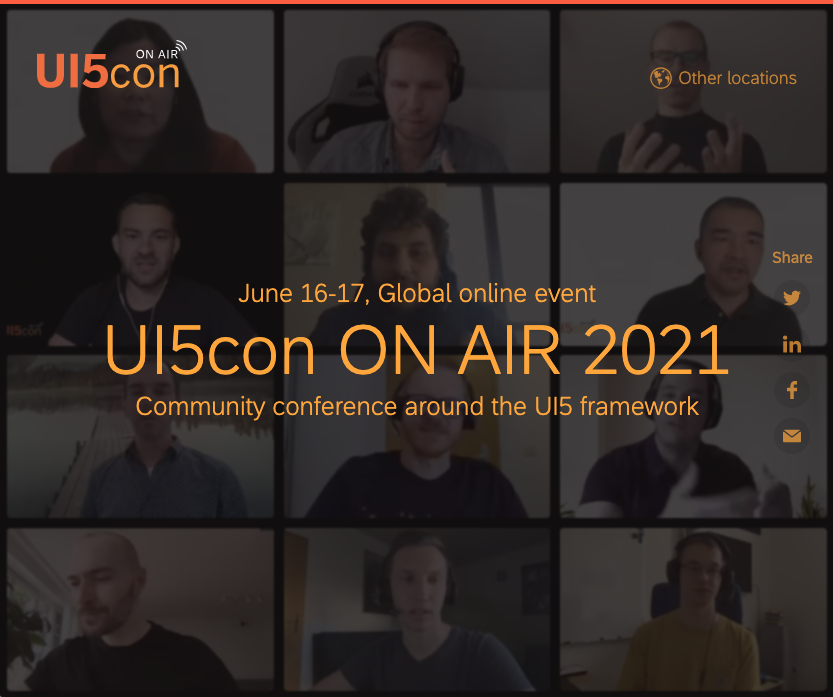 ON AIR
UI5con
Other locations
Share
June 16-17, Global online event
UI5con
UI5con ON AIR 2021
Community conference around the UI5 framework